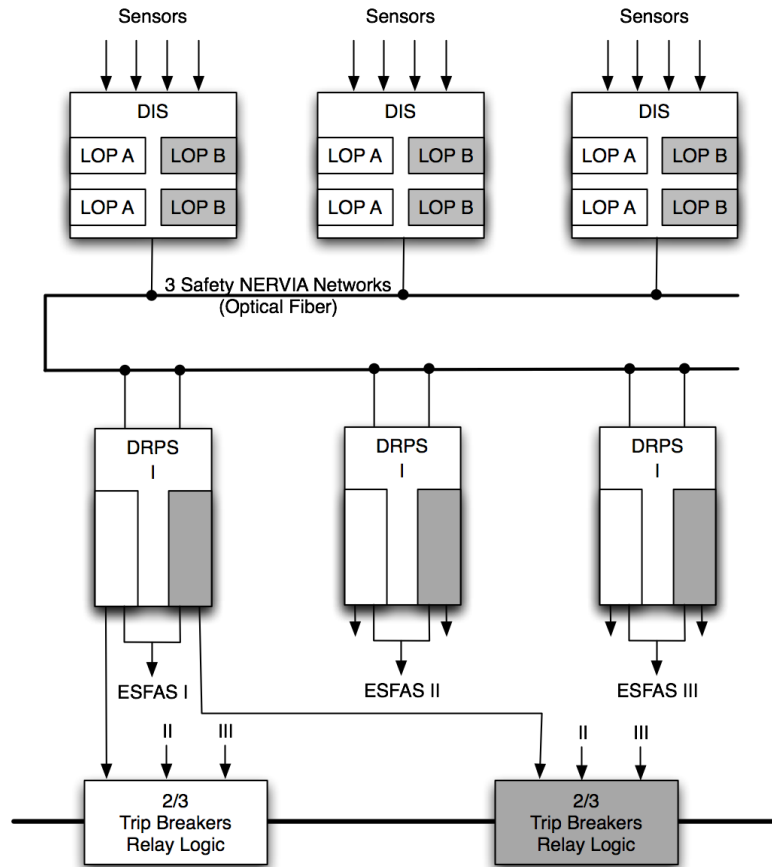 Sensors
Sensors
Sensors
DIS
DIS
DIS
LOP A
LOP B
LOP A
LOP B
LOP A
LOP B
LOP A
LOP B
LOP A
LOP B
LOP A
LOP B
3 Safety NERVIA Networks
(Optical Fiber)
DRPS
I
DRPS
I
DRPS
I
ESFAS I
ESFAS II
ESFAS III
II
III
II
III
2/3
Trip Breakers
Relay Logic
2/3
Trip Breakers
Relay Logic